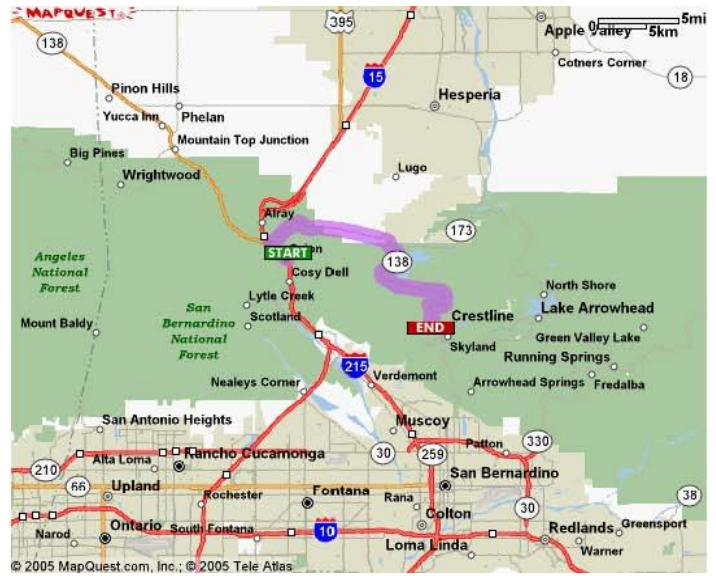 MAPQUEST
395
5mi
0
5km
138
Apple Valley
Cotners Corner
15
18
Pinon Hills
Hesperia
Yucca Inn
Phelan
Mountain Top Junction
Big Pines
Lugo
Wrightwood
Alray
173
START
138
Angeles
National
Forest
Cosy Dell
North Shore
Lytle Creek
San
Bernardino
National
Forest
Scotland
Crestline
END
Lake Arrowhead
Mount Baldy
Skyland
Green Valley Lake
Running Springs
215
Nealeys Corner
Verdemont
Arrowhead Springs
Fredalba
San Antonio Heights
Muscoy
330
30
259
Patton
210
Alta Loma
Rancho Cucamonga
San Bernardino
66
Upland
Rochester
Fontana
Rana
38
30
Colton
Ontario
South Fontana
10
Redlands
Greensport
Narod
Loma Linda
Warner
© 2005 MapQuest.com, Inc.; © 2005 Tele Atlas